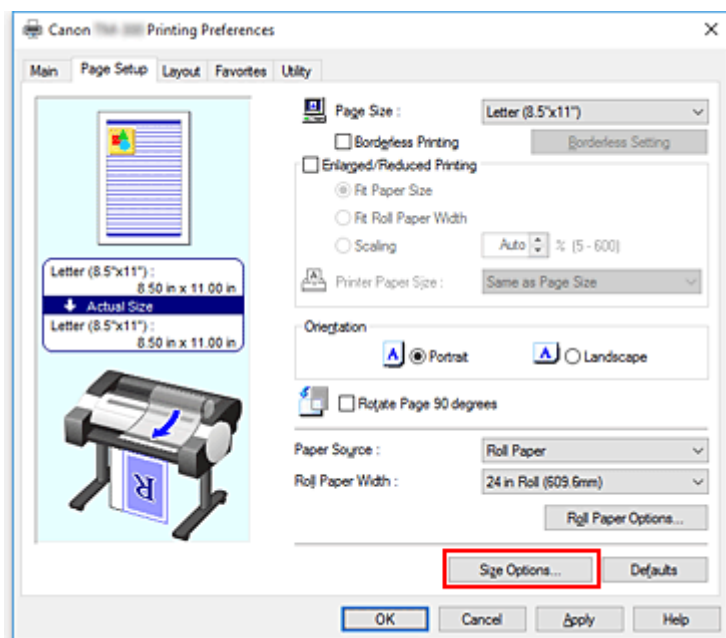 Canon Printing Preferences
Main Page Setup Layout Favorites Utility
Page Size : Letter (8.5"x11")
Borderless Printing Borderless Setting
Enlarged/Reduced Printing
Fit Paper Size
Fit Roll Paper Width
Scaling Auto % (5 - 600)
Printer Paper Size : Same as Page Size
Letter (8.5"x11") :
8.50 in x 11.00 in
Actual Size
Letter (8.5"x11") :
8.50 in x 11.00 in
Orientation
A Portrait A Landscape
Rotate Page 90 degrees
Paper Source : Roll Paper
Roll Paper Width : 24 in Roll (609.6mm)
R
Roll Paper Options...
Size Options... Defaults
OK Cancel Apply Help